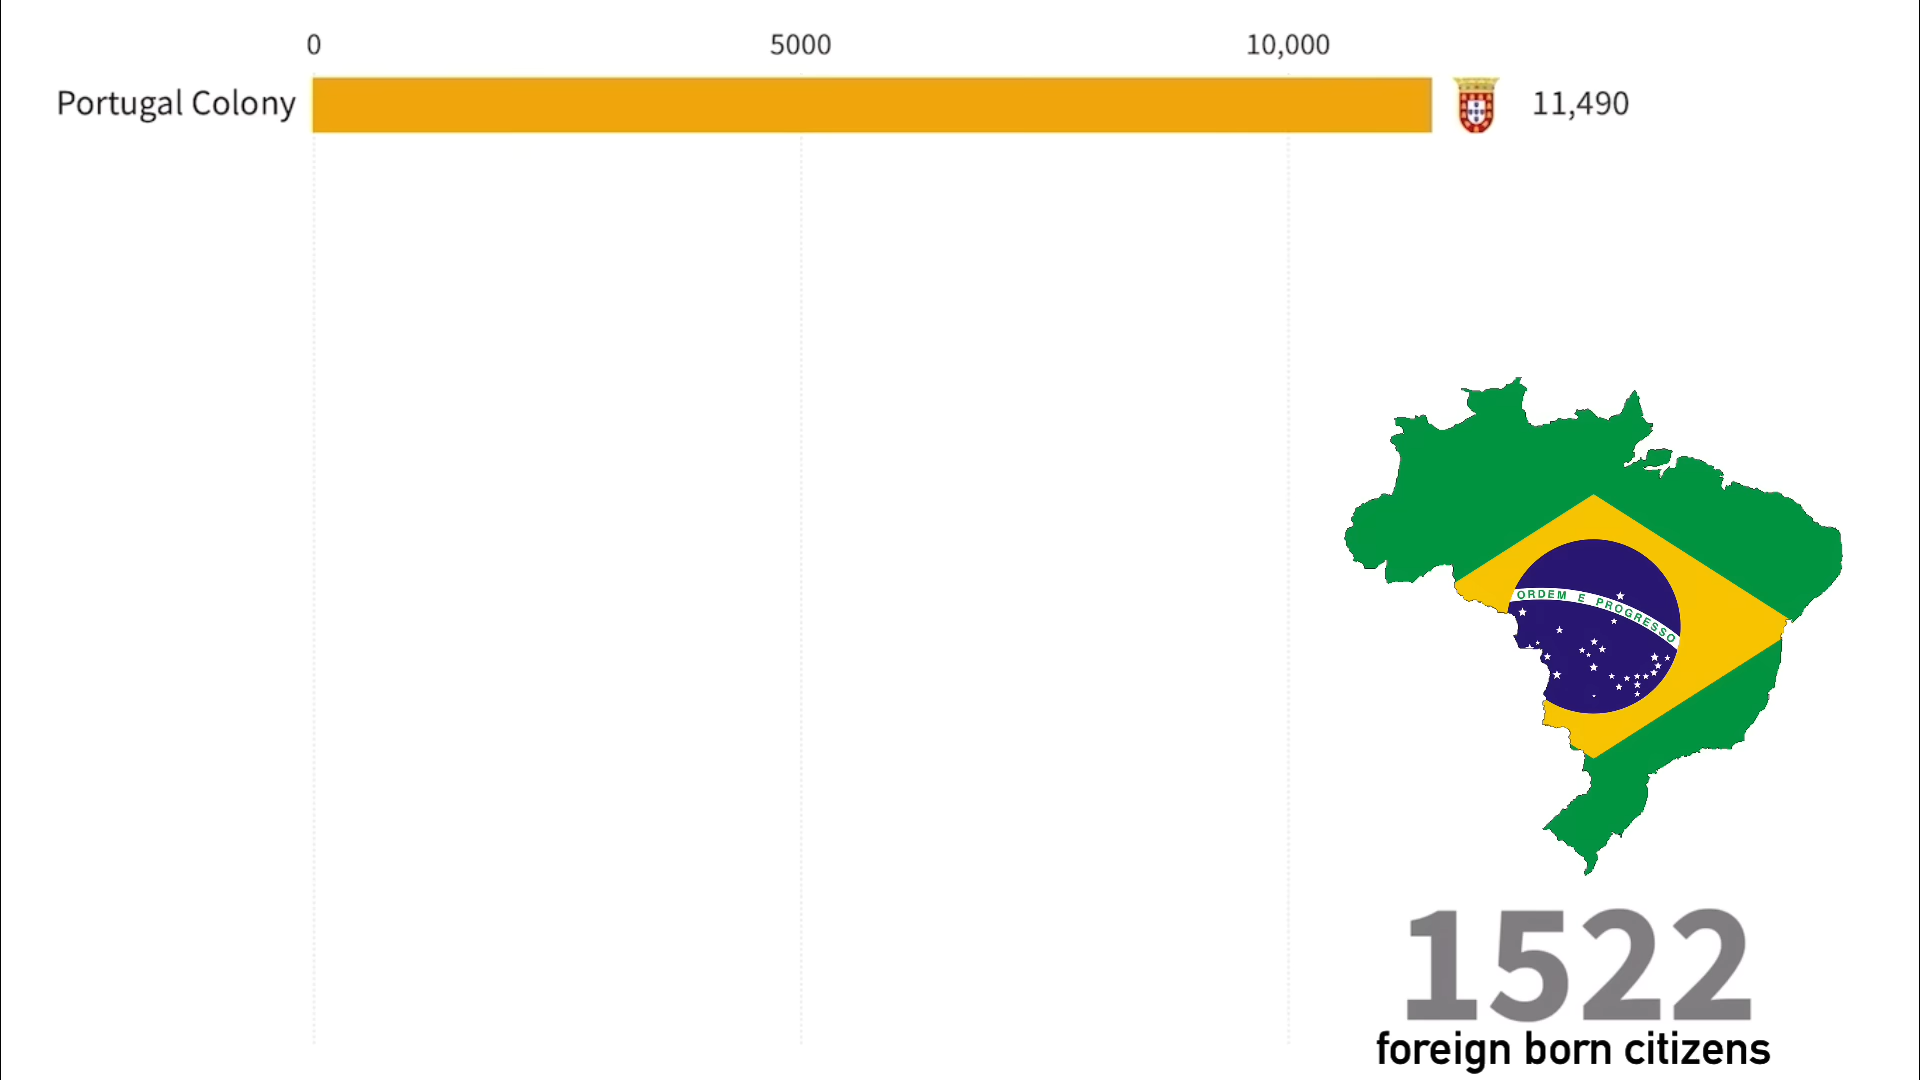 0 5000 10,000
Portugal Colony 11,490
ORDEM E PROGRESSO
1522
foreign born citizens